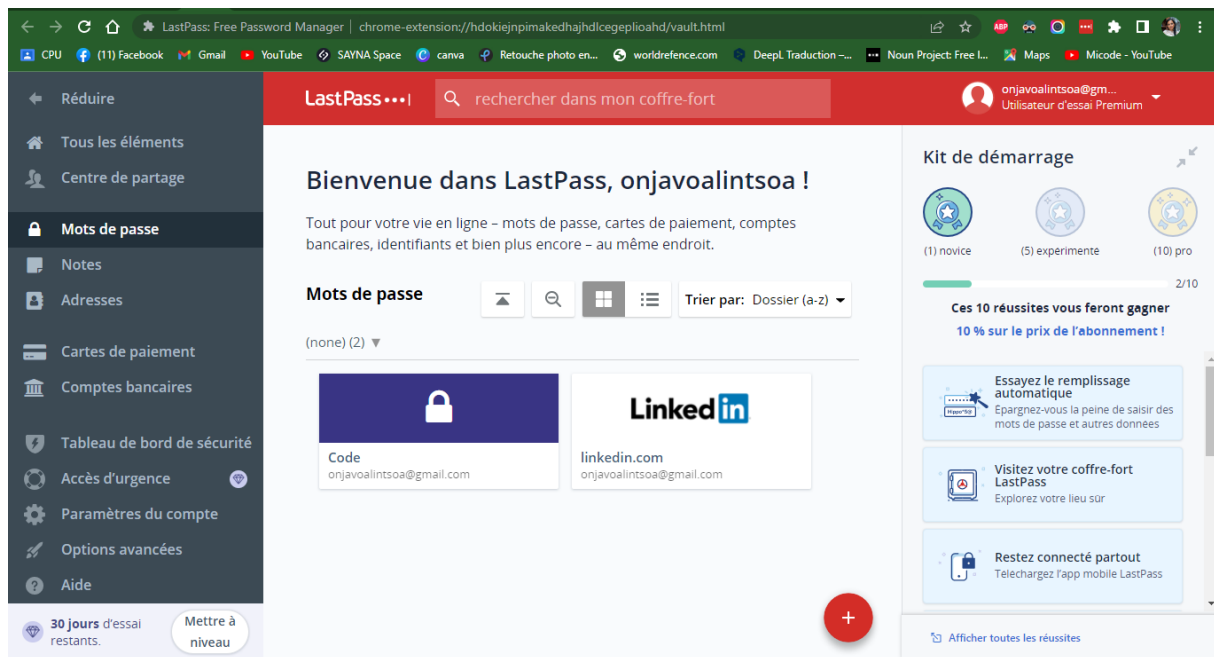 LastPass: Free Password Manager | chrome-extension://hdokiejnpimakedhajhdlcegeplioahd/vault.html
CPU (11) Facebook Gmail YouTube SAYNA Space canva Retouche photo en... worldrefence.com DeepL Traduction –... Noun Project: Free I... Maps Micode - YouTube
Réduire
Tous les éléments
Centre de partage
Mots de passe
Notes
Adresses
Cartes de paiement
Comptes bancaires
Tableau de bord de sécurité
Accès d'urgence
Paramètres du compte
Options avancées
Aide
30 jours d'essai
restants.
Mettre à
niveau
LastPass
rechercher dans mon coffre-fort
onjavoalintsoa@gm...
Utilisateur d'essai Premium
Bienvenue dans LastPass, onjavoalintsoa !
Tout pour votre vie en ligne – mots de passe, cartes de paiement, comptes
bancaires, identifiants et bien plus encore – au même endroit.
Mots de passe
Trier par: Dossier (a-z)
(none) (2)
Linked in
Code
onjavoalintsoa@gmail.com
linkedin.com
onjavoalintsoa@gmail.com
Kit de démarrage
(1) novice (5) expérimenté (10) pro
2/10
Ces 10 réussites vous feront gagner
10 % sur le prix de l'abonnement !
Essayez le remplissage
automatique
Épargnez-vous la peine de saisir des
mots de passe et autres données
Visitez votre coffre-fort
LastPass
Explorez votre lieu sûr
Restez connecté partout
Téléchargez l'app mobile LastPass
Afficher toutes les réussites